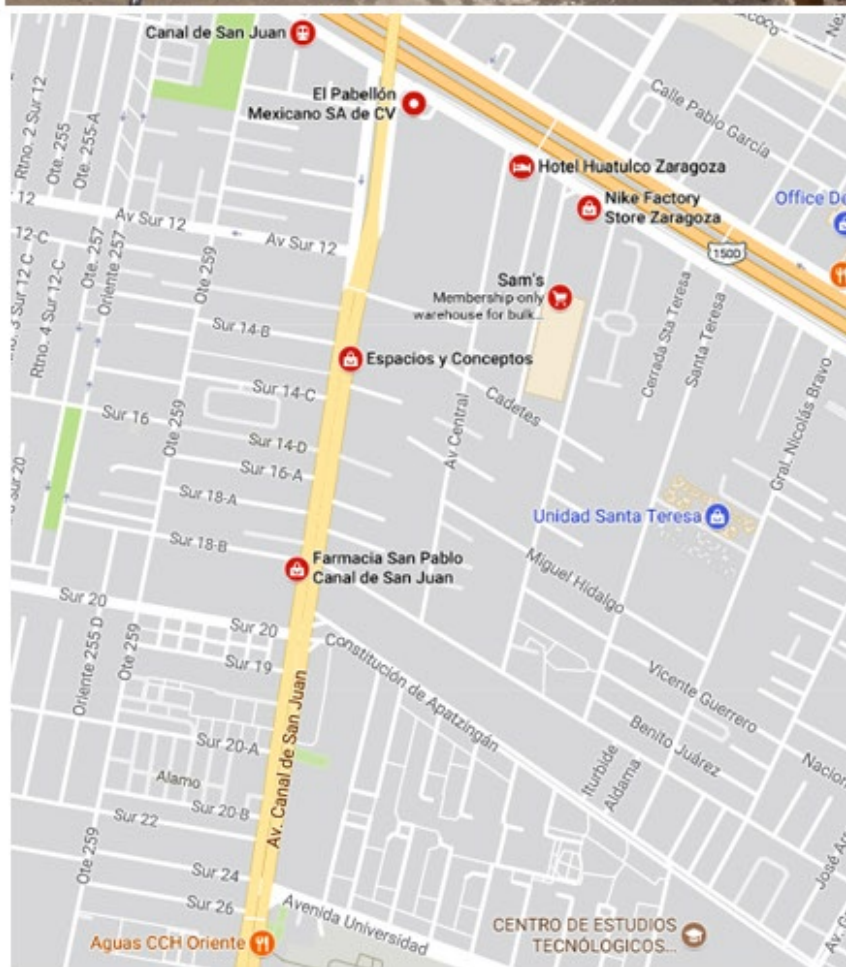 Canal de San Juan
El Pabellón
Mexicano SA de CV
Calle Pablo García
Hotel Huatulco Zaragoza
Nike Factory
Store Zaragoza
Office De
1500
Rtno. 2 Sur 12
Ote. 255
Ote. 255-A
12
Av Sur 12
Av Sur 12
12-C
Ote. 257
Oriente 257
Ote 259
Rtno. 4 Sur 12-C
Sam's
Membership only
warehouse for bulk...
Cerrada Sta Teresa
Santa Teresa
Sur 14-B
Espacios y Conceptos
Sur 14-C
Cadetes
Av Central
Gral. Nicolás Bravo
Sur 16
Ote 259
Sur 14-D
Sur 16-A
Sur 18-A
Sur 20
Unidad Santa Teresa
Sur 18-B
Farmacia San Pablo
Canal de San Juan
Miguel Hidalgo
Sur 20
Sur 20
Oriente 255 D
Ote 259
Sur 19
Constitución de Apatzingán
Vicente Guerrero
Benito Juárez
Av. Canal de San Juan
Sur 20-A
Alamo
Iturbide
Aldama
Nacion
Sur 20-B
Sur 22
Ote 259
Sur 24
Sur 26
Avenida Universidad
José
CENTRO DE ESTUDIOS
TECNÓLOGICOS...
Aguas CCH Oriente